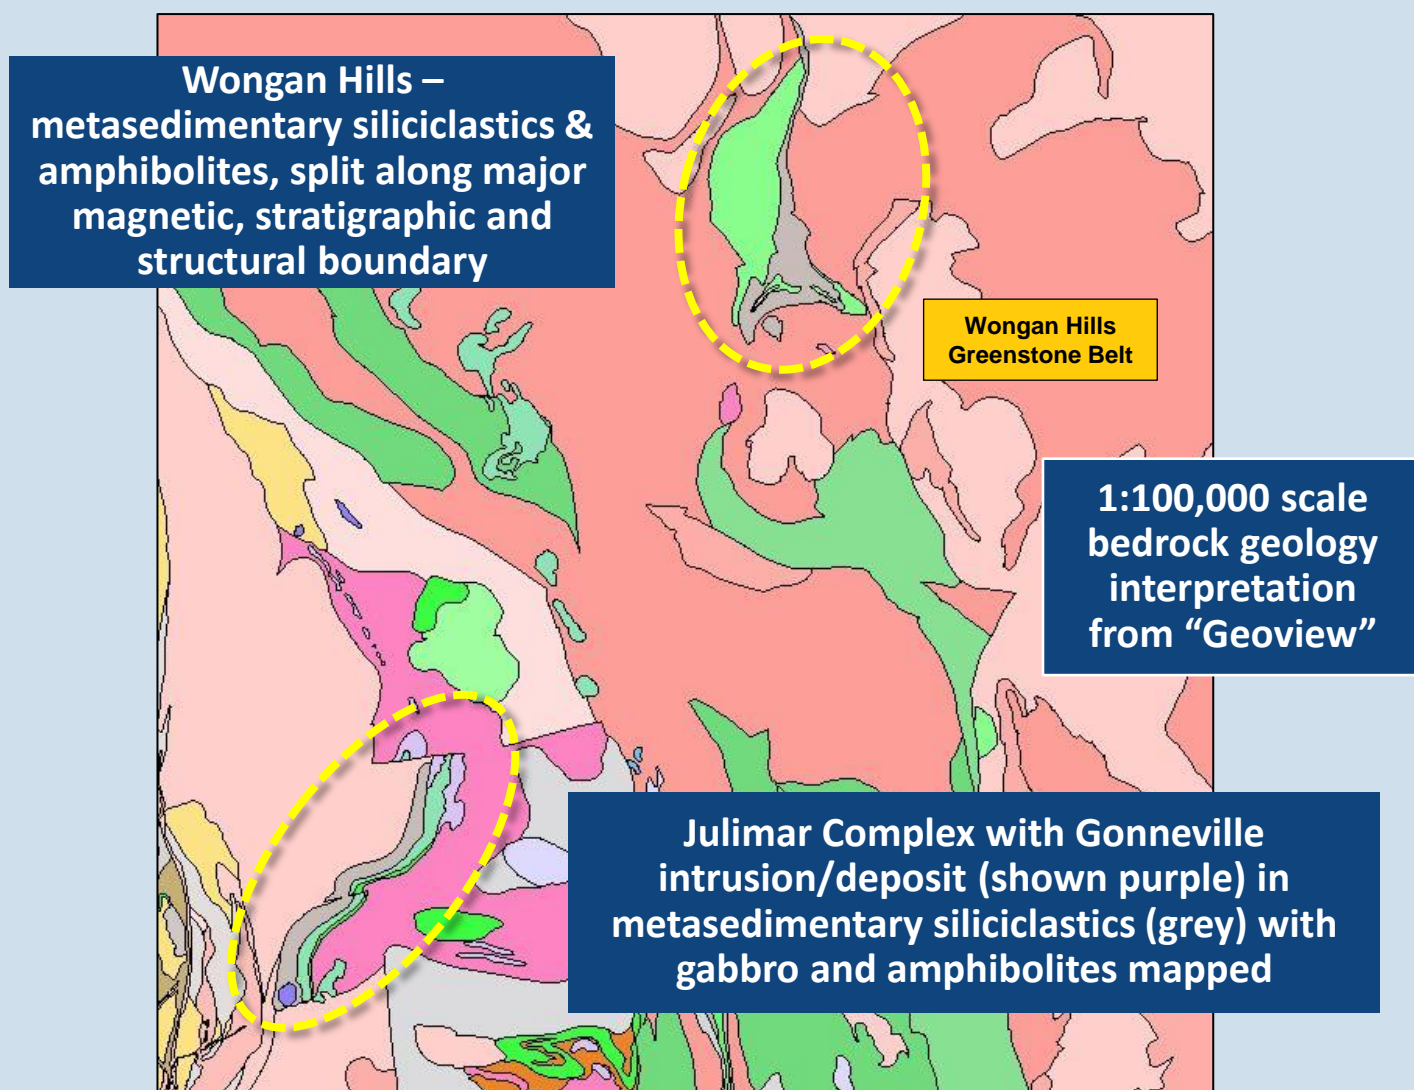 Wongan Hills –
metasedimentary siliciclastics &
amphibolites, split along major
magnetic, stratigraphic and
structural boundary
Wongan Hills
Greenstone Belt
1:100,000 scale
bedrock geology
interpretation
from “Geoview”
Julimar Complex with Gonneville
intrusion/deposit (shown purple) in
metasedimentary siliciclastics (grey) with
gabbro and amphibolites mapped